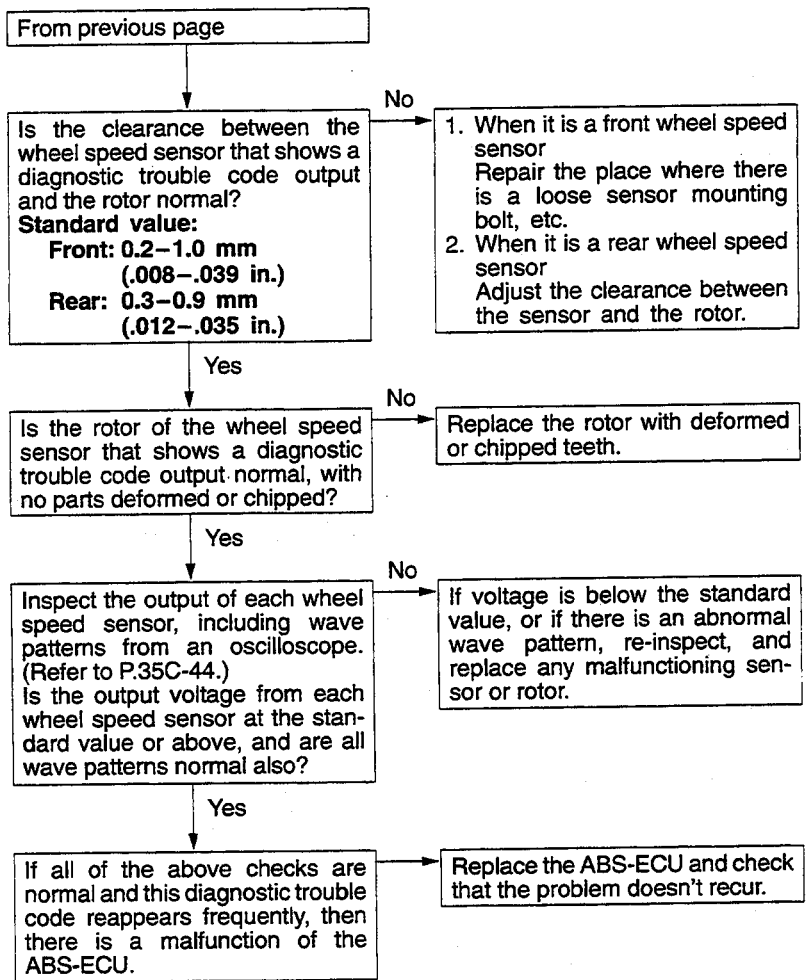 From previous page
No
Is the clearance between the
wheel speed sensor that shows a
diagnostic trouble code output
and the rotor normal?
Standard value:
Front: 0.2–1.0 mm
(.008–.039 in.)
Rear: 0.3–0.9 mm
(.012–.035 in.)
1. When it is a front wheel speed
sensor
Repair the place where there
is a loose sensor mounting
bolt, etc.
2. When it is a rear wheel speed
sensor
Adjust the clearance between
the sensor and the rotor.
Yes
No
Is the rotor of the wheel speed
sensor that shows a diagnostic
trouble code output normal, with
no parts deformed or chipped?
Replace the rotor with deformed
or chipped teeth.
Yes
No
Inspect the output of each wheel
speed sensor, including wave
patterns from an oscilloscope.
(Refer to P.35C-44.)
Is the output voltage from each
wheel speed sensor at the stan-
dard value or above, and are all
wave patterns normal also?
If voltage is below the standard
value, or if there is an abnormal
wave pattern, re-inspect, and
replace any malfunctioning sen-
sor or rotor.
Yes
If all of the above checks are
normal and this diagnostic trouble
code reappears frequently, then
there is a malfunction of the
ABS-ECU.
Replace the ABS-ECU and check
that the problem doesn't recur.